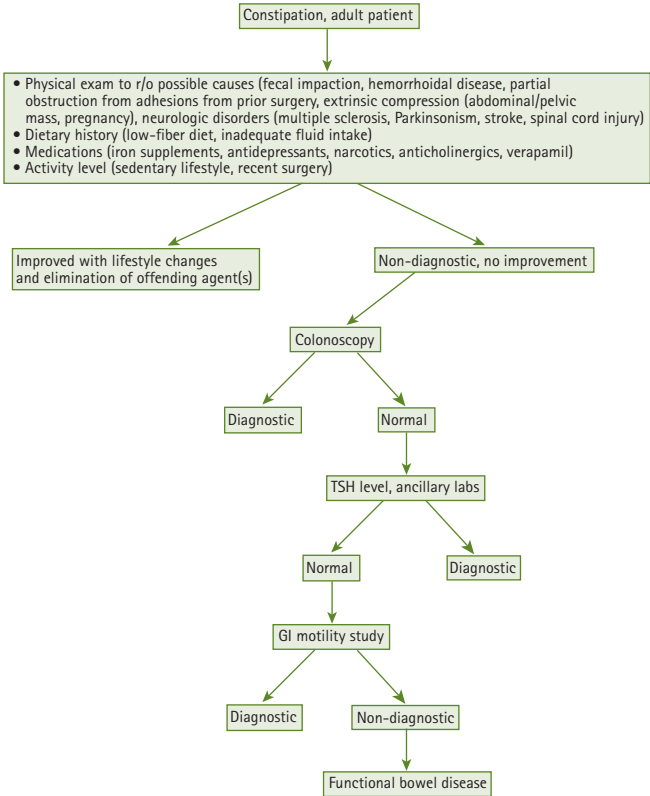 Constipation, adult patient
• Physical exam to r/o possible causes (fecal impaction, hemorrhoidal disease, partial
obstruction from adhesions from prior surgery, extrinsic compression (abdominal/pelvic
mass, pregnancy), neurologic disorders (multiple sclerosis, Parkinsonism, stroke, spinal cord injury)
• Dietary history (low-fiber diet, inadequate fluid intake)
• Medications (iron supplements, antidepressants, narcotics, anticholinergics, verapamil)
• Activity level (sedentary lifestyle, recent surgery)
Improved with lifestyle changes
and elimination of offending agent(s)
Non-diagnostic, no improvement
Colonoscopy
Diagnostic
Normal
TSH level, ancillary labs
Normal
Diagnostic
GI motility study
Diagnostic
Non-diagnostic
Functional bowel disease